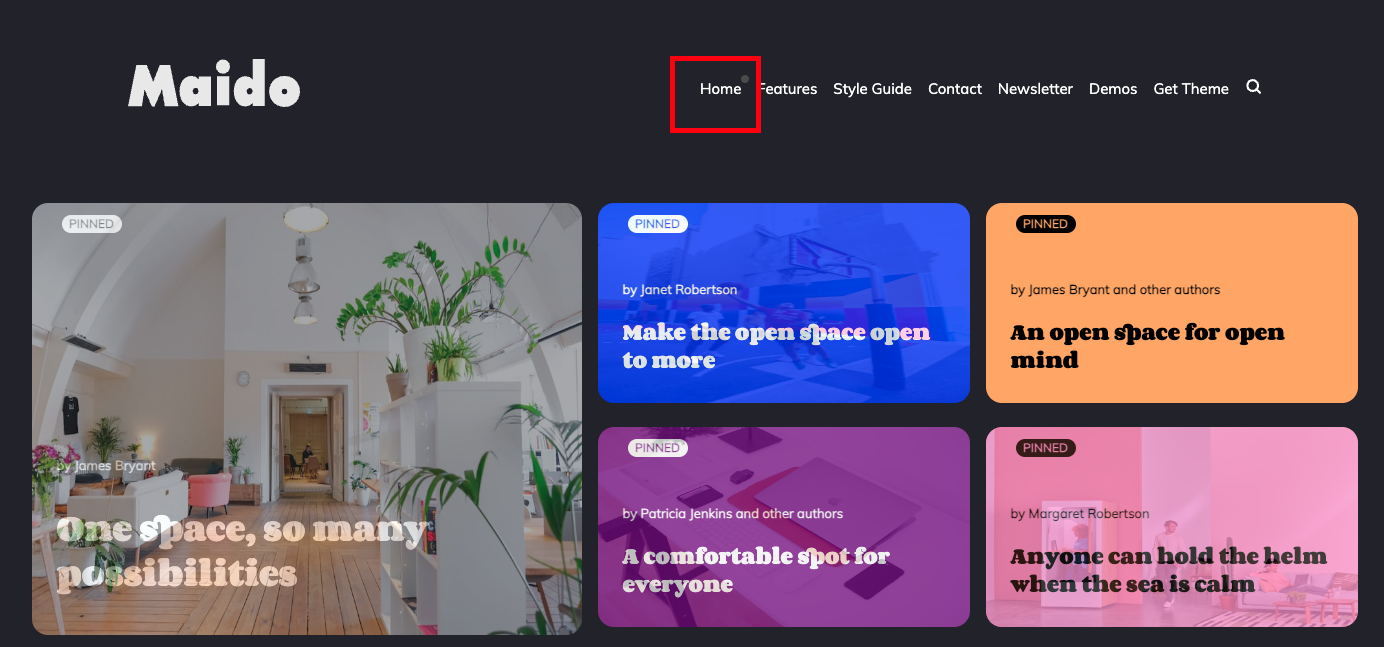 Maido
Home Features Style Guide Contact Newsletter Demos Get Theme
PINNED
by James Bryant
One space, so many
possibilities
PINNED
by Janet Robertson
Make the open space open
to more
PINNED
by James Bryant and other authors
An open space for open
mind
PINNED
by Patricia Jenkins and other authors
A comfortable spot for
everyone
PINNED
by Margaret Robertson
Anyone can hold the helm
when the sea is calm